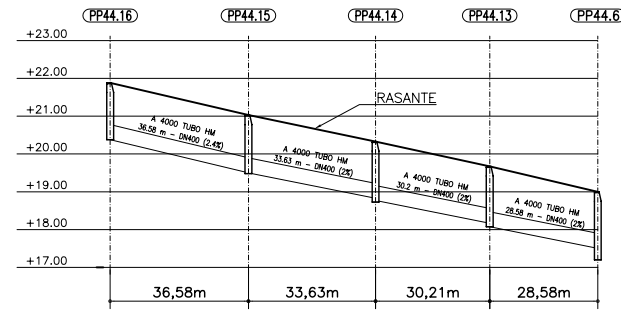 PP44.16 PP44.15 PP44.14 PP44.13 PP44.6
+23.00
+22.00
+21.00
+20.00
+19.00
+18.00
+17.00
RASANTE
A 4000 TUBO HM
36.58 m - DN400 (2.4%)
A 4000 TUBO HM
33.63 m - DN400 (2%)
A 4000 TUBO HM
30.2 m - DN400 (2%)
A 4000 TUBO HM
28.58 m - DN400 (2%)
36,58m 33,63m 30,21m 28,58m